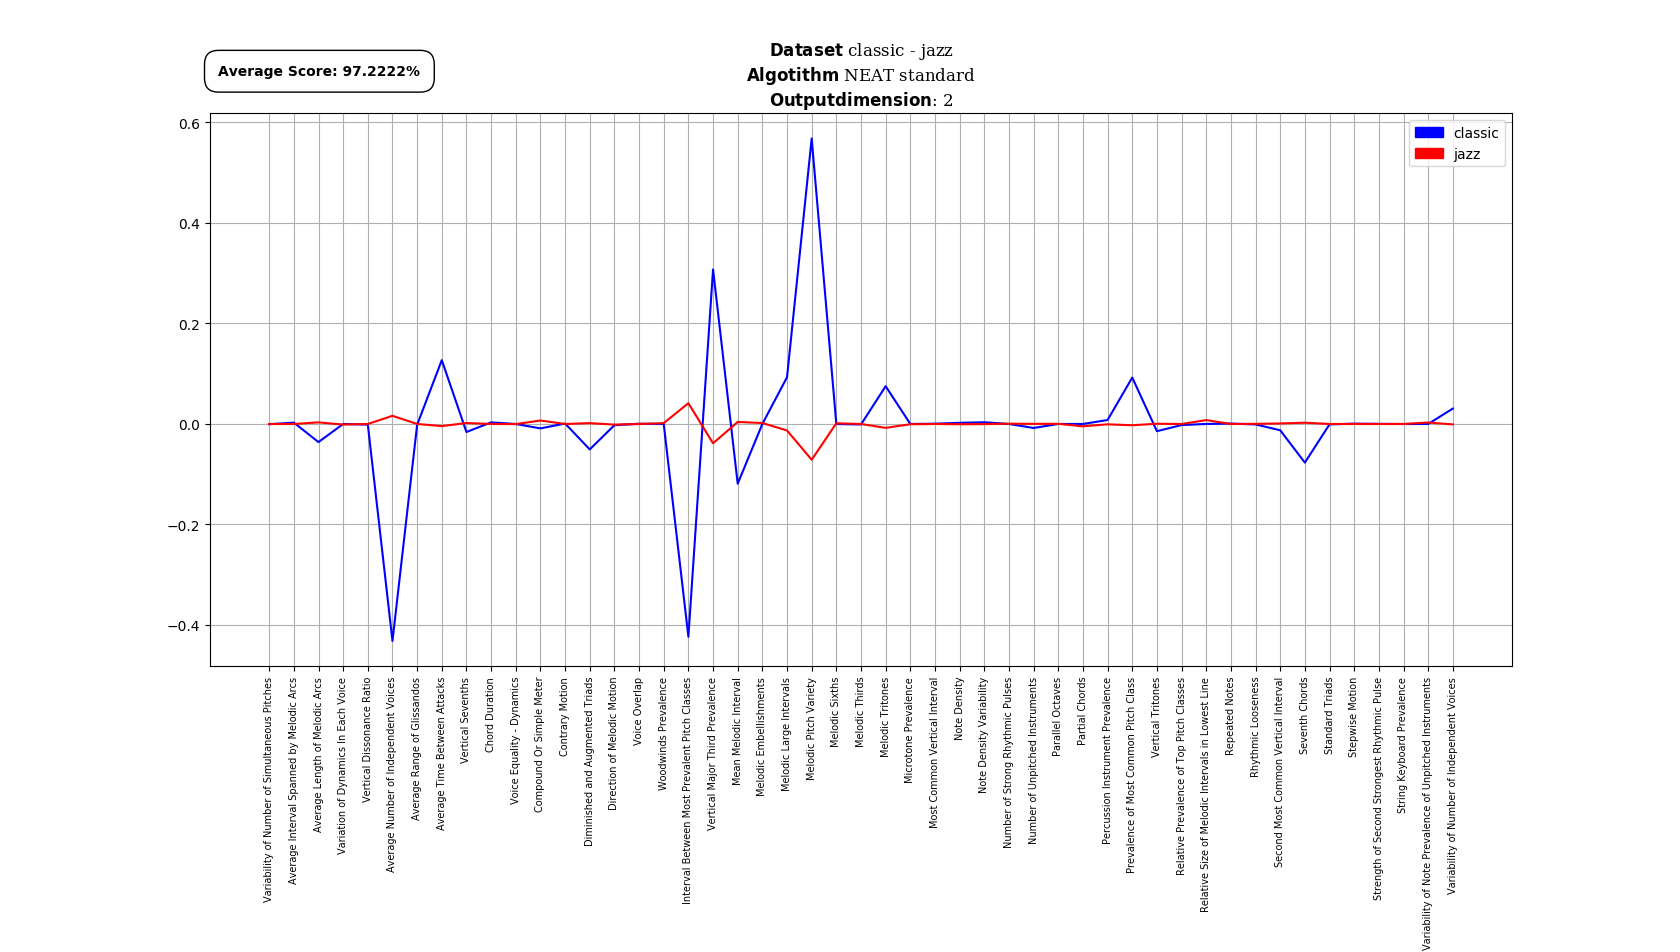 Average Score: 97.2222%
Dataset classic - jazz
Algotithm NEAT standard
Outputdimension: 2
classic
jazz
0.6
0.4
0.2
0.0
−0.2
−0.4
Variability of Number of Simultaneous Pitches
Average Interval Spanned by Melodic Arcs
Average Length of Melodic Arcs
Variation of Dynamics In Each Voice
Vertical Dissonance Ratio
Average Number of Independent Voices
Average Range of Glissandos
Average Time Between Attacks
Vertical Sevenths
Chord Duration
Voice Equality - Dynamics
Compound Or Simple Meter
Contrary Motion
Diminished and Augmented Triads
Direction of Melodic Motion
Voice Overlap
Woodwinds Prevalence
Interval Between Most Prevalent Pitch Classes
Vertical Major Third Prevalence
Mean Melodic Interval
Melodic Embellishments
Melodic Large Intervals
Melodic Pitch Variety
Melodic Sixths
Melodic Thirds
Melodic Tritones
Microtone Prevalence
Most Common Vertical Interval
Note Density
Note Density Variability
Number of Strong Rhythmic Pulses
Number of Unpitched Instruments
Parallel Octaves
Partial Chords
Percussion Instrument Prevalence
Prevalence of Most Common Pitch Class
Vertical Tritones
Relative Prevalence of Top Pitch Classes
Relative Size of Melodic Intervals in Lowest Line
Repeated Notes
Rhythmic Looseness
Second Most Common Vertical Interval
Seventh Chords
Standard Triads
Stepwise Motion
Strength of Second Strongest Rhythmic Pulse
String Keyboard Prevalence
Variability of Note Prevalence of Unpitched Instruments
Variability of Number of Independent Voices